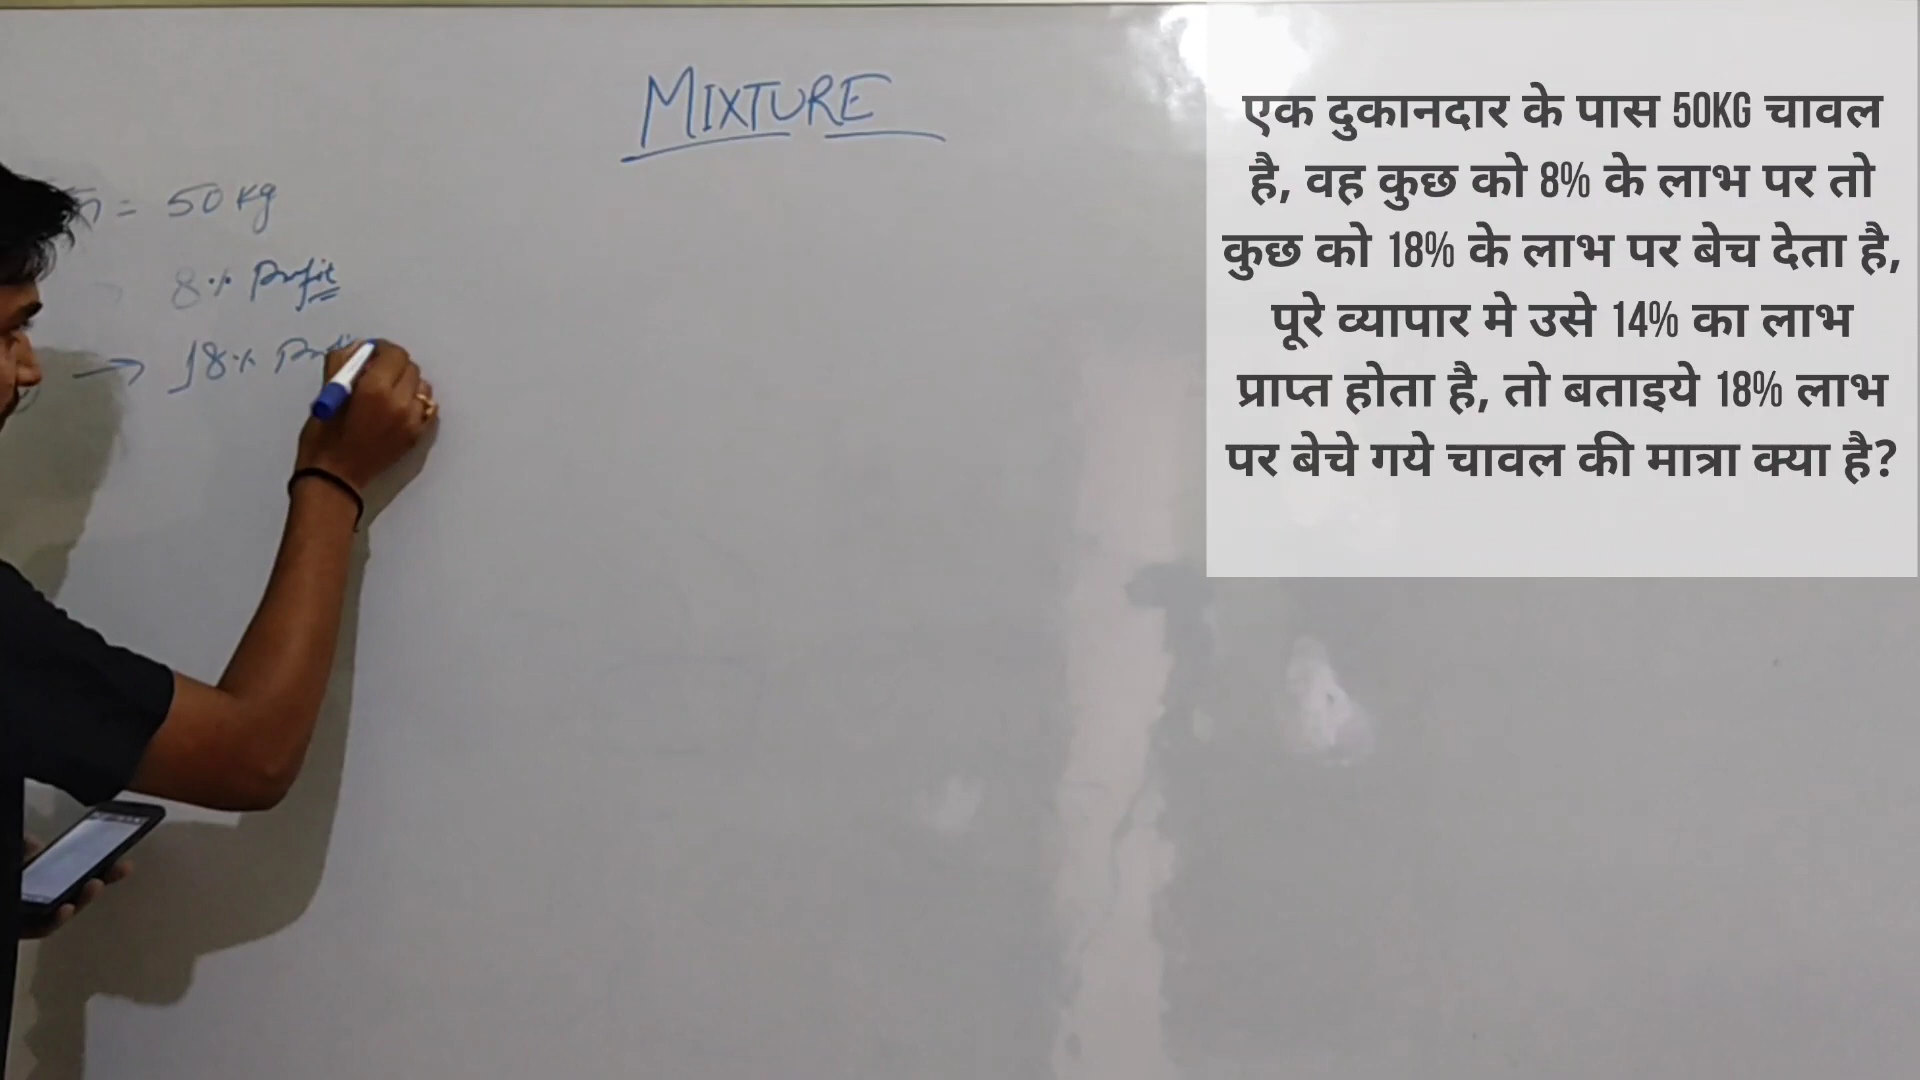 MIXTURE
= 50 kg
8% Profit
→ 18%
एक दुकानदार के पास 50KG चावल
है, वह कुछ को 8% के लाभ पर तो
कुछ को 18% के लाभ पर बेच देता है,
पूरे व्यापार मे उसे 14% का लाभ
प्राप्त होता है, तो बताइये 18% लाभ
पर बेचे गये चावल की मात्रा क्या है?